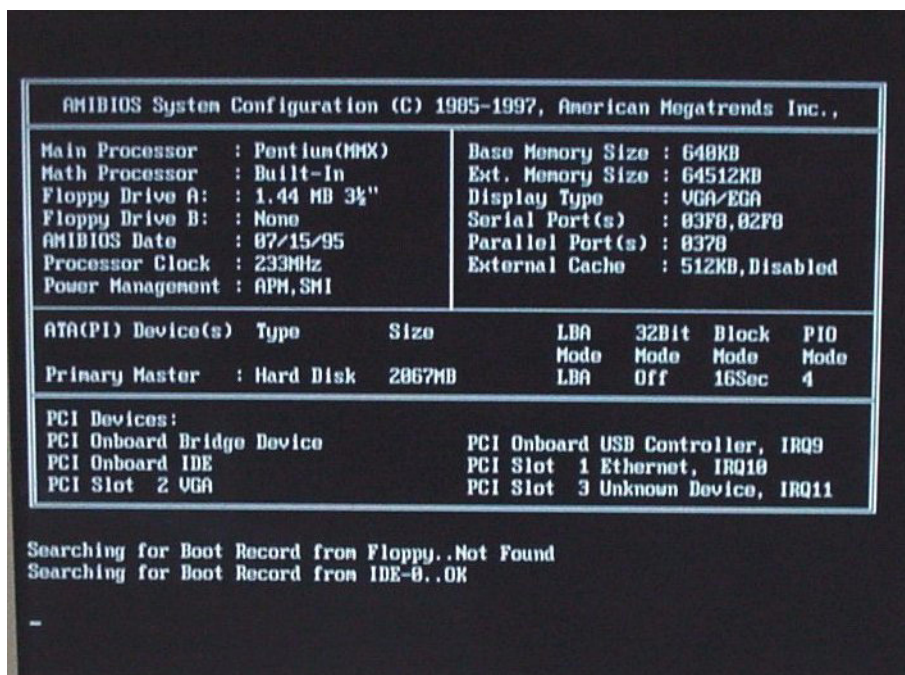 AMIBIOS System Configuration (C) 1985-1997, American Megatrends Inc.,
Main Processor : Pentium(MMX)
Math Processor : Built-In
Floppy Drive A: : 1.44 MB 3½"
Floppy Drive B: : None
AMIBIOS Date : 07/15/95
Processor Clock : 233MHz
Power Management : APM,SMI
Base Memory Size : 640KB
Ext. Memory Size : 64512KB
Display Type : VGA/EGA
Serial Port(s) : 03F8,02F8
Parallel Port(s) : 0378
External Cache : 512KB,Disabled
ATA(PI) Device(s) Type Size LBA 32Bit Block PIO
Mode Mode Mode Mode
Primary Master : Hard Disk 2067MB LBA Off 16Sec 4
PCI Devices:
PCI Onboard Bridge Device
PCI Onboard IDE
PCI Slot 2 VGA
PCI Onboard USB Controller, IRQ9
PCI Slot 1 Ethernet, IRQ10
PCI Slot 3 Unknown Device, IRQ11
Searching for Boot Record from Floppy..Not Found
Searching for Boot Record from IDE-0..OK
_